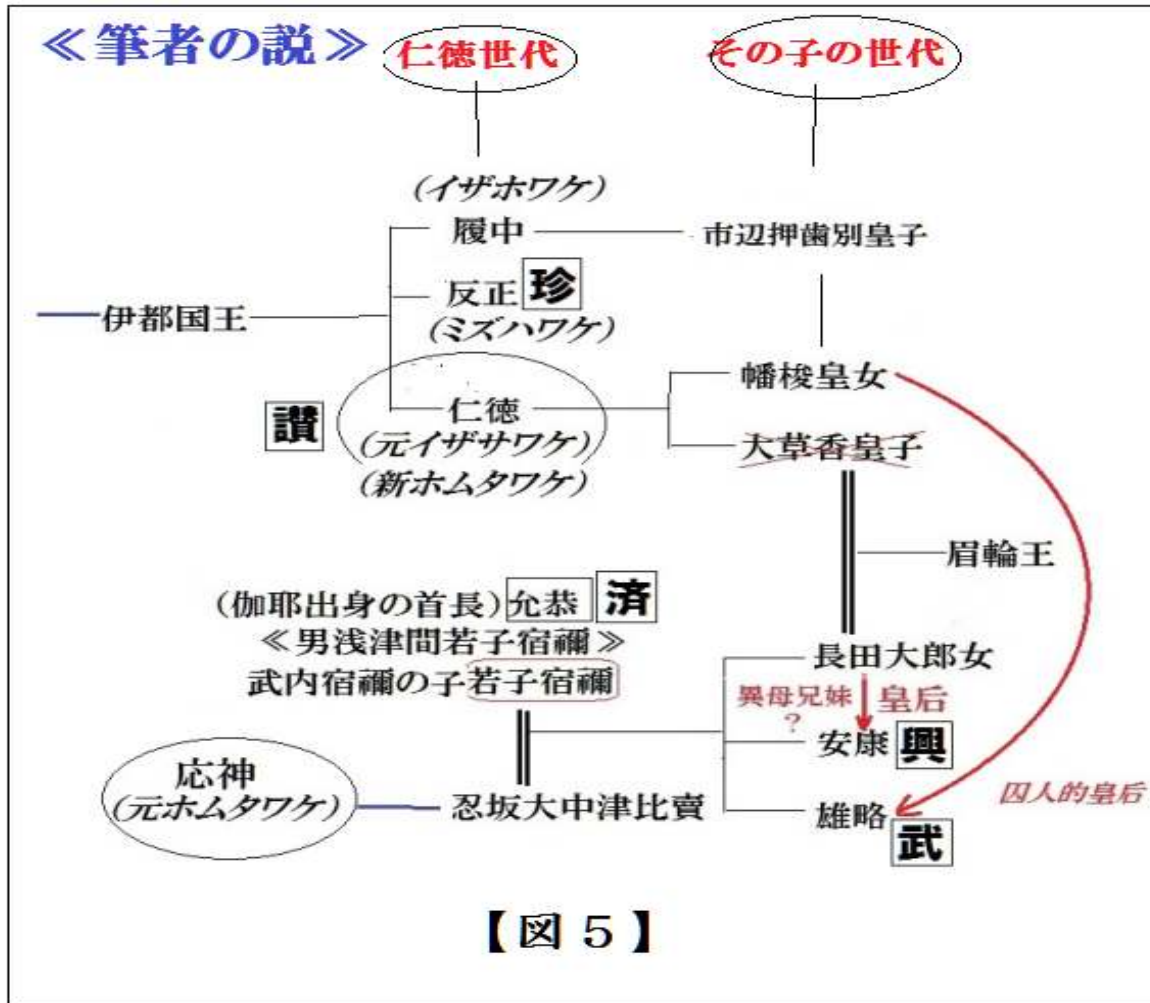 ≪筆者の説≫ 仁徳世代 その子の世代
(イザホワケ)
履中 市辺押歯別皇子
反正 珍
(ミズハワケ)
伊都国王
幡梭皇女
讃 仁徳
(元イザサワケ) 大草香皇子
(新ホムタワケ)
眉輪王
(伽耶出身の首長)允恭 済
≪男浅津間若子宿禰≫
武内宿禰の子若子宿禰
長田大郎女
異母兄妹 皇后
?
安康 興
応神
(元ホムタワケ)
忍坂大中津比賣
雄略
囚人的皇后
武
【図5】